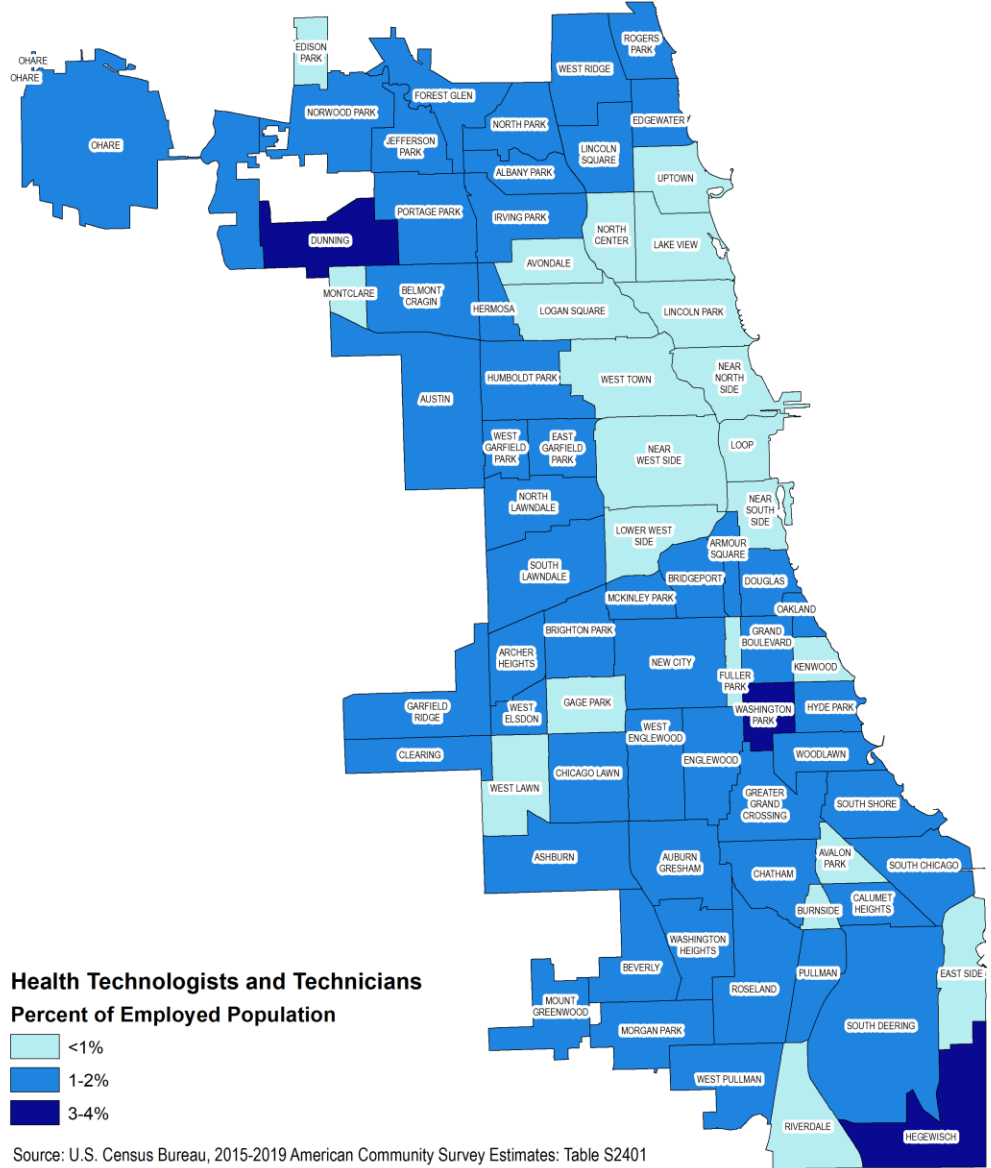 EDISON
PARK
ROGERS
PARK
OHARE
OHARE
WEST RIDGE
FOREST GLEN
NORWOOD PARK
NORTH PARK
EDGEWATER
OHARE
JEFFERSON
PARK
LINCOLN
SQUARE
ALBANY PARK
UPTOWN
PORTAGE PARK
IRVING PARK
NORTH
CENTER
DUNNING
LAKE VIEW
AVONDALE
MONTCLARE
BELMONT
CRAGIN
HERMOSA
LOGAN SQUARE
LINCOLN PARK
HUMBOLDT PARK
WEST TOWN
NEAR
NORTH
SIDE
AUSTIN
WEST
GARFIELD
PARK
EAST
GARFIELD
PARK
NEAR
WEST SIDE
LOOP
NORTH
LAWNDALE
NEAR
SOUTH
SIDE
LOWER WEST
SIDE
ARMOUR
SQUARE
SOUTH
LAWNDALE
BRIDGEPORT
DOUGLAS
MCKINLEY PARK
OAKLAND
BRIGHTON PARK
GRAND
BOULEVARD
ARCHER
HEIGHTS
NEW CITY
KENWOOD
FULLER
PARK
GAGE PARK
GARFIELD
RIDGE
WEST
ELSDON
WASHINGTON
PARK
HYDE PARK
WEST
ENGLEWOOD
CLEARING
ENGLEWOOD
WOODLAWN
CHICAGO LAWN
WEST LAWN
GREATER
GRAND
CROSSING
SOUTH SHORE
ASHBURN
AUBURN
GRESHAM
AVALON
PARK
SOUTH CHICAGO
CHATHAM
CALUMET
HEIGHTS
BURNSIDE
WASHINGTON
HEIGHTS
BEVERLY
PULLMAN
EAST SIDE
ROSELAND
MOUNT
GREENWOOD
MORGAN PARK
SOUTH DEERING
WEST PULLMAN
RIVERDALE
HEGEWISCH
Health Technologists and Technicians
Percent of Employed Population
<1%
1-2%
3-4%
Source: U.S. Census Bureau, 2015-2019 American Community Survey Estimates: Table S2401